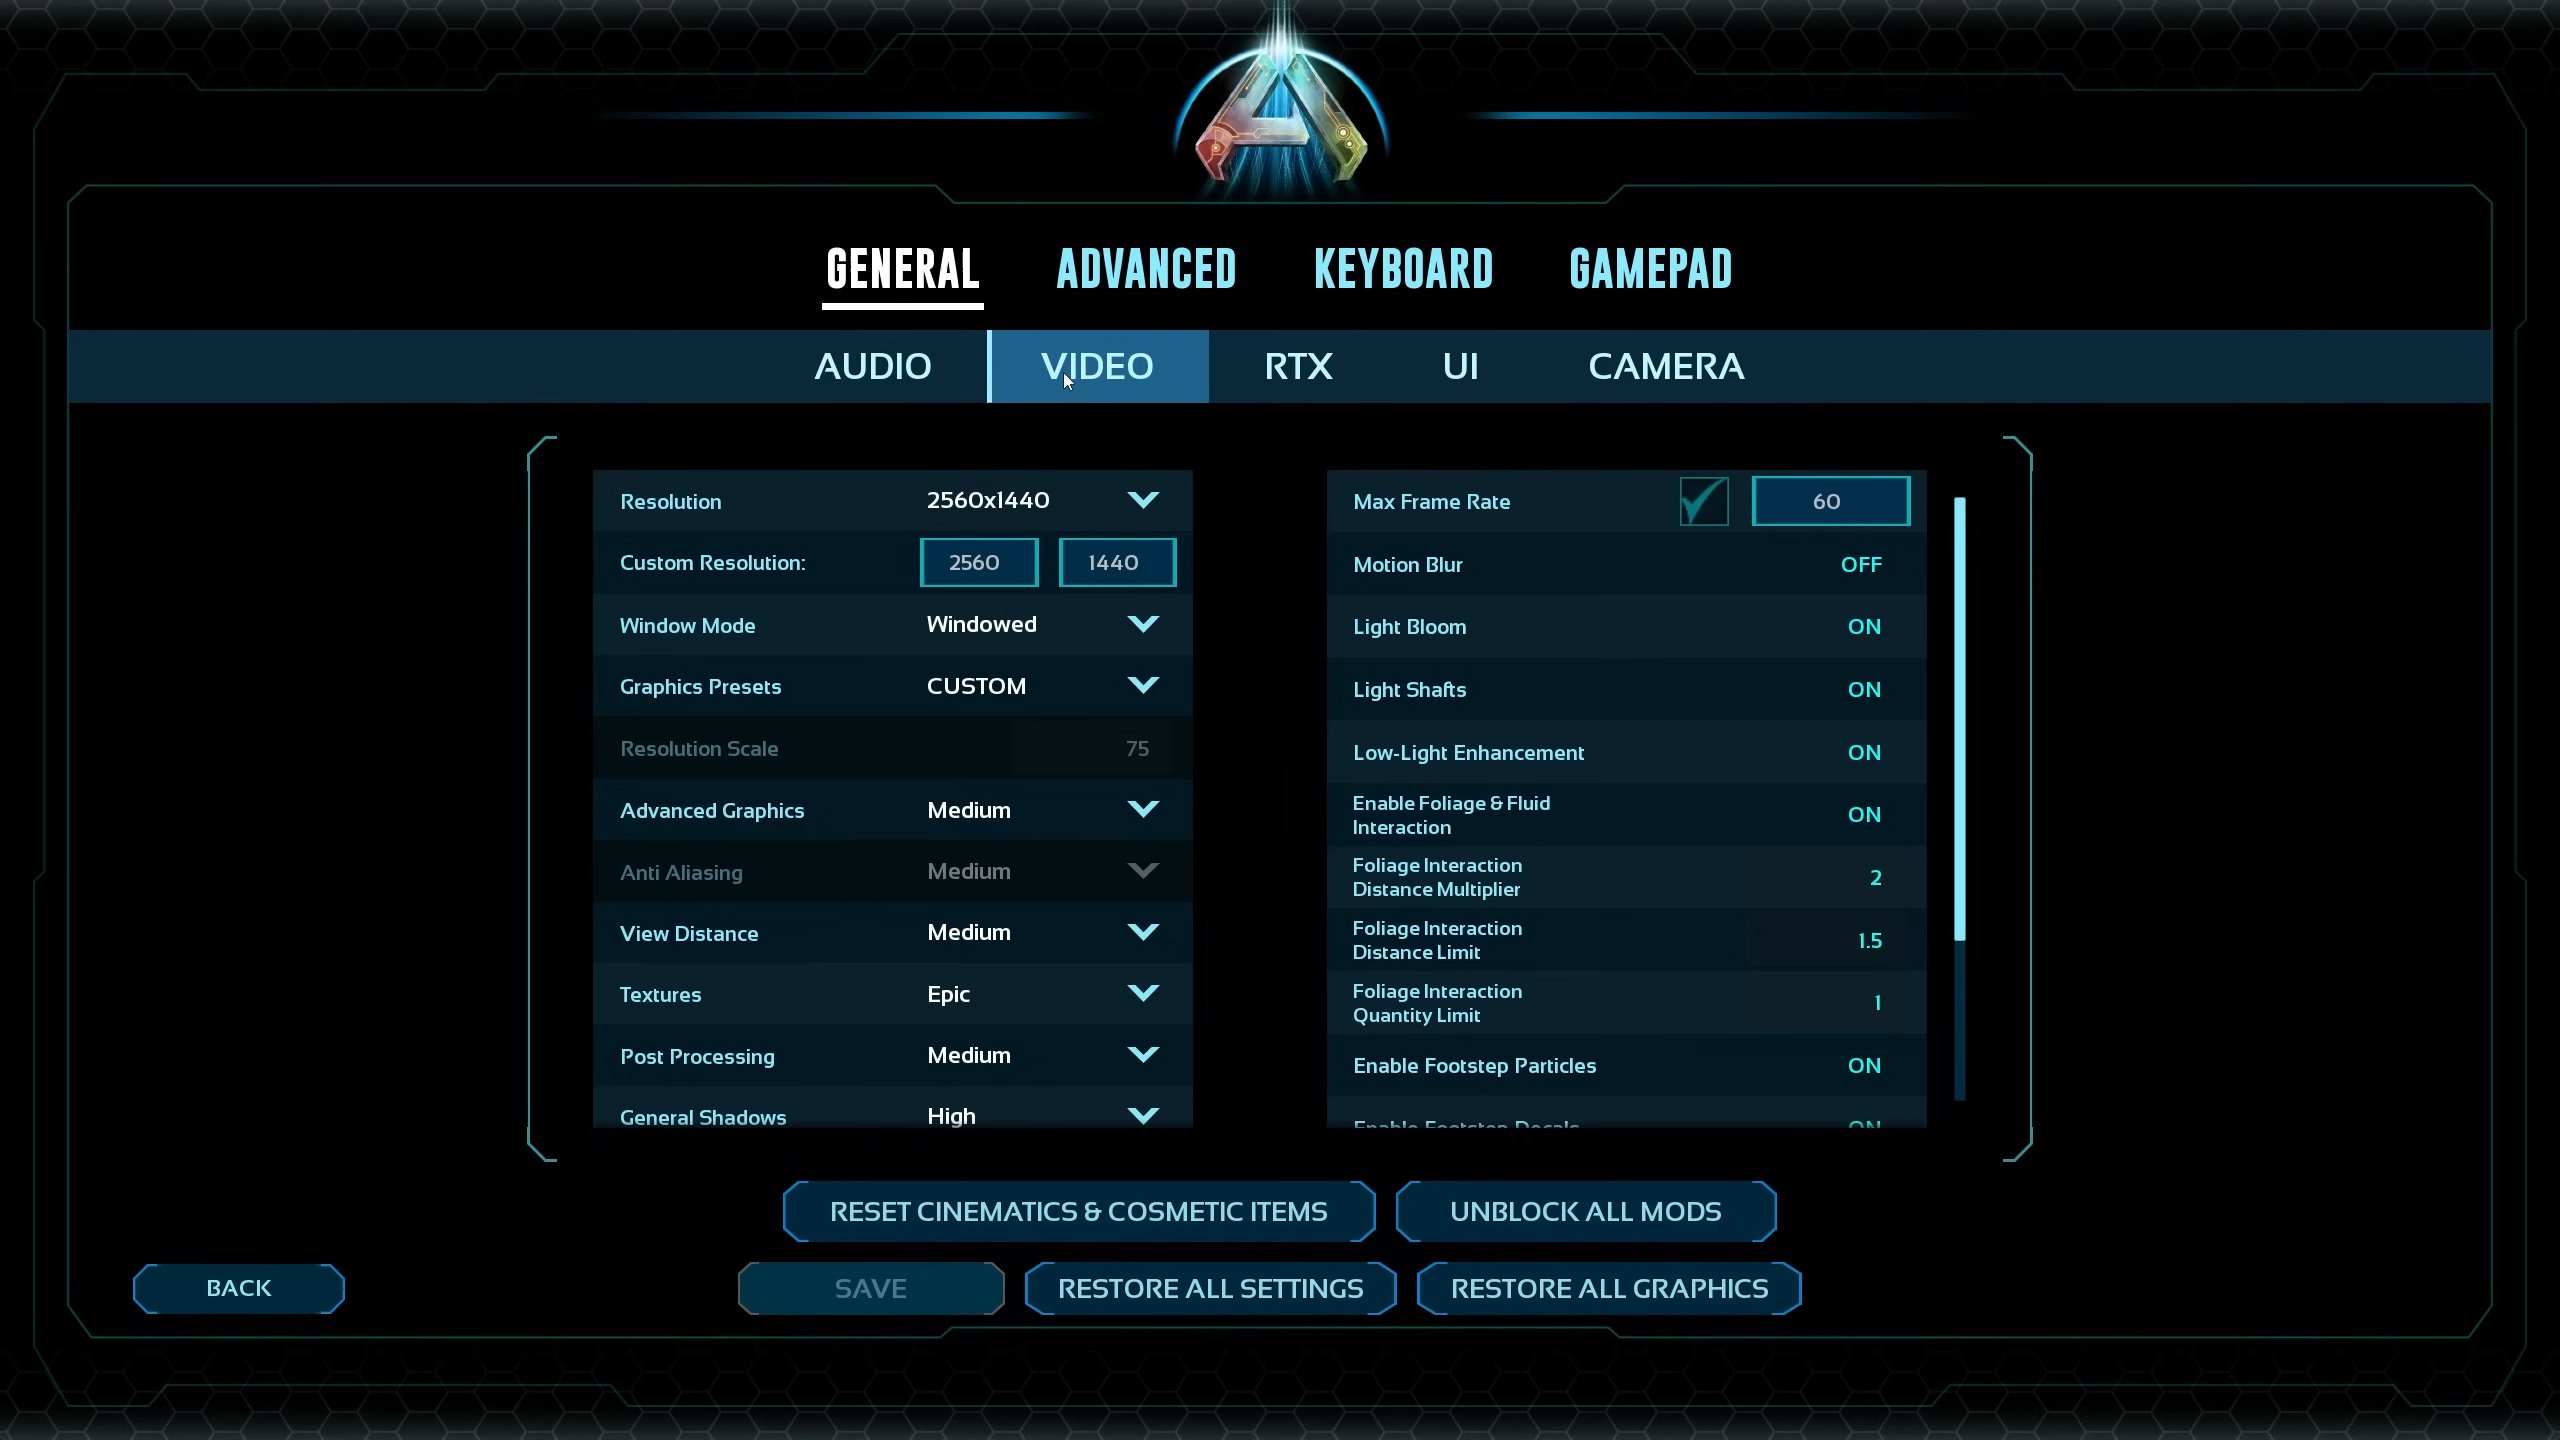 GENERAL ADVANCED KEYBOARD GAMEPAD
AUDIO VIDEO RTX UI CAMERA
Resolution 2560x1440
Custom Resolution: 2560 1440
Window Mode Windowed
Graphics Presets CUSTOM
Resolution Scale 75
Advanced Graphics Medium
Anti Aliasing Medium
View Distance Medium
Textures Epic
Post Processing Medium
General Shadows High
Max Frame Rate 60
Motion Blur OFF
Light Bloom ON
Light Shafts ON
Low-Light Enhancement ON
Enable Foliage & Fluid
Interaction ON
Foliage Interaction
Distance Multiplier 2
Foliage Interaction
Distance Limit 1.5
Foliage Interaction
Quantity Limit 1
Enable Footstep Particles ON
Enable Footstep Decals ON
RESET CINEMATICS & COSMETIC ITEMS UNBLOCK ALL MODS
BACK SAVE RESTORE ALL SETTINGS RESTORE ALL GRAPHICS